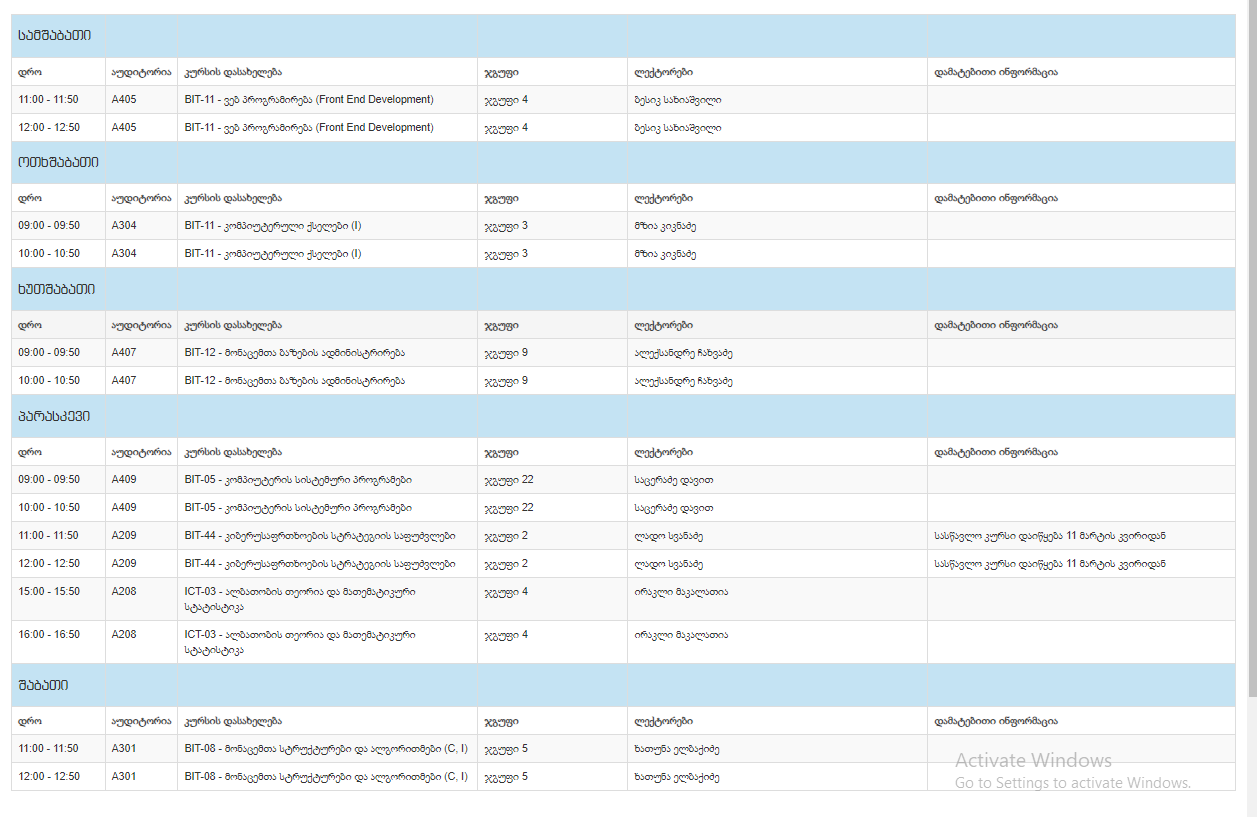 სამშაბათი
დრო აუდიტორია კურსის დასახელება ჯგუფი ლექტორები დამატებითი ინფორმაცია
11:00 - 11:50 A405 BIT-11 - ვებ პროგრამირება (Front End Development) ჯგუფი 4 ბესიკ სახიაშვილი
12:00 - 12:50 A405 BIT-11 - ვებ პროგრამირება (Front End Development) ჯგუფი 4 ბესიკ სახიაშვილი
ოთხშაბათი
დრო აუდიტორია კურსის დასახელება ჯგუფი ლექტორები დამატებითი ინფორმაცია
09:00 - 09:50 A304 BIT-11 - კომპიუტერული ქსელები (I) ჯგუფი 3 მზია კიკნაძე
10:00 - 10:50 A304 BIT-11 - კომპიუტერული ქსელები (I) ჯგუფი 3 მზია კიკნაძე
ხუთშაბათი
დრო აუდიტორია კურსის დასახელება ჯგუფი ლექტორები დამატებითი ინფორმაცია
09:00 - 09:50 A407 BIT-12 - მონაცემთა ბაზების ადმინისტრირება ჯგუფი 9 ალექსანდრე ჩახვაძე
10:00 - 10:50 A407 BIT-12 - მონაცემთა ბაზების ადმინისტრირება ჯგუფი 9 ალექსანდრე ჩახვაძე
პარასკევი
დრო აუდიტორია კურსის დასახელება ჯგუფი ლექტორები დამატებითი ინფორმაცია
09:00 - 09:50 A409 BIT-05 - კომპიუტერის სისტემური პროგრამები ჯგუფი 22 საცერაძე დავით
10:00 - 10:50 A409 BIT-05 - კომპიუტერის სისტემური პროგრამები ჯგუფი 22 საცერაძე დავით
11:00 - 11:50 A209 BIT-44 - კიბერუსაფრთხოების სტრატეგიის საფუძვლები ჯგუფი 2 ლადო სვანაძე სასწავლო კურსი დაიწყება 11 მარტის კვირიდან
12:00 - 12:50 A209 BIT-44 - კიბერუსაფრთხოების სტრატეგიის საფუძვლები ჯგუფი 2 ლადო სვანაძე სასწავლო კურსი დაიწყება 11 მარტის კვირიდან
15:00 - 15:50 A208 ICT-03 - ალბათობის თეორია და მათემატიკური ჯგუფი 4 ირაკლი მაკალათია
სტატისტიკა
16:00 - 16:50 A208 ICT-03 - ალბათობის თეორია და მათემატიკური ჯგუფი 4 ირაკლი მაკალათია
სტატისტიკა
შაბათი
დრო აუდიტორია კურსის დასახელება ჯგუფი ლექტორები დამატებითი ინფორმაცია
11:00 - 11:50 A301 BIT-08 - მონაცემთა სტრუქტურები და ალგორითმები (C, I) ჯგუფი 5 ხათუნა ელბაქიძე
12:00 - 12:50 A301 BIT-08 - მონაცემთა სტრუქტურები და ალგორითმები (C, I) ჯგუფი 5 ხათუნა ელბაქიძე
Activate Windows
Go to Settings to activate Windows.